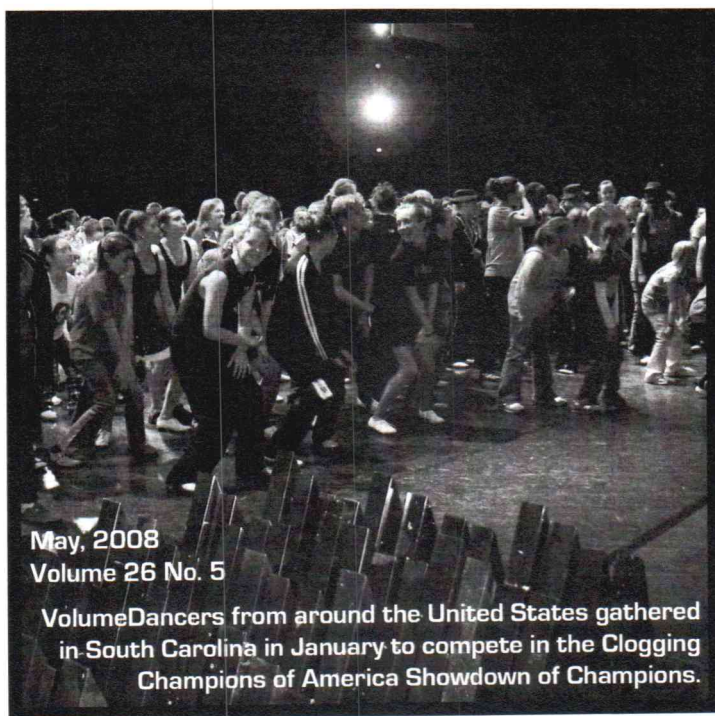 May, 2008
Volume 26 No. 5
VolumeDancers from around the United States gathered
in South Carolina in January to compete in the Clogging
Champions of America Showdown of Champions.